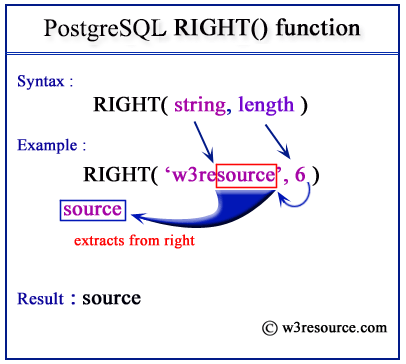 PostgreSQL RIGHT() function
Syntax :
RIGHT( string, length )
Example :
RIGHT( ‘w3resource’, 6 )
source
extracts from right
Result : source
© w3resource.com